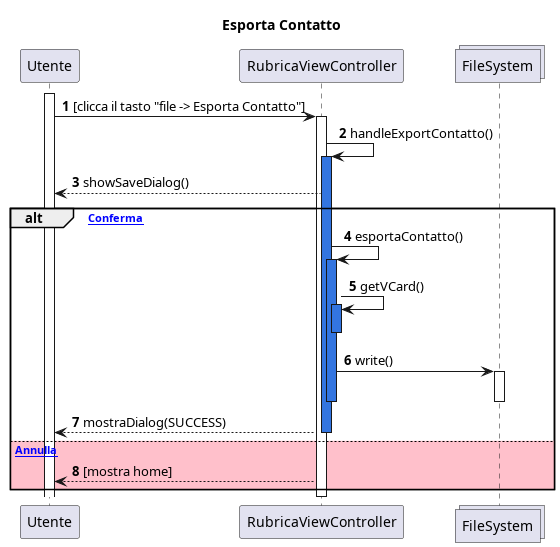 Esporta Contatto
Utente
RubricaViewController
FileSystem
1 [clicca il tasto "file -> Esporta Contatto"]
2 handleExportContatto()
3 showSaveDialog()
alt Conferma
4 esportaContatto()
5 getVCard()
6 write()
7 mostraDialog(SUCCESS)
Annulla
8 [mostra home]
Utente
RubricaViewController
FileSystem